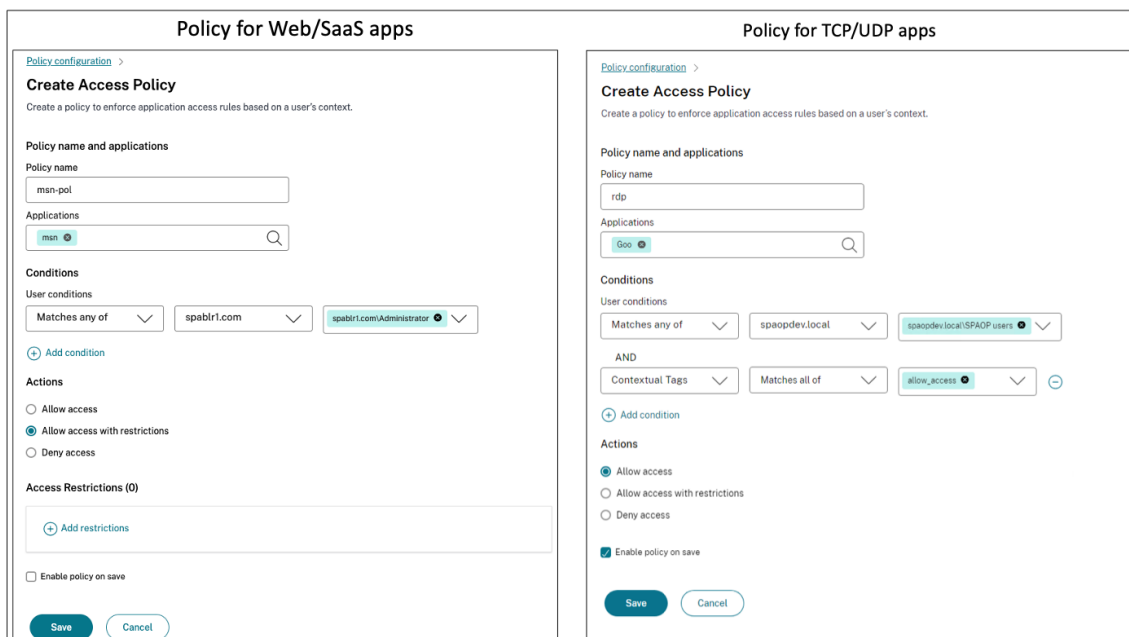 Policy for Web/SaaS apps
Policy configuration >
Create Access Policy
Create a policy to enforce application access rules based on a user's context.
Policy name and applications
Policy name
msn-pol
Applications
msn
Conditions
User conditions
Matches any of
spablr1.com
spablr1.com\Administrator
Add condition
Actions
Allow access
Allow access with restrictions
Deny access
Access Restrictions (0)
Add restrictions
Enable policy on save
Save
Cancel
Policy for TCP/UDP apps
Policy configuration >
Create Access Policy
Create a policy to enforce application access rules based on a user's context.
Policy name and applications
Policy name
rdp
Applications
Goo
Conditions
User conditions
Matches any of
spaopdev.local
spaopdev.local\SPAOP users
AND
Contextual Tags
Matches all of
allow_access
Add condition
Actions
Allow access
Allow access with restrictions
Deny access
Enable policy on save
Save
Cancel